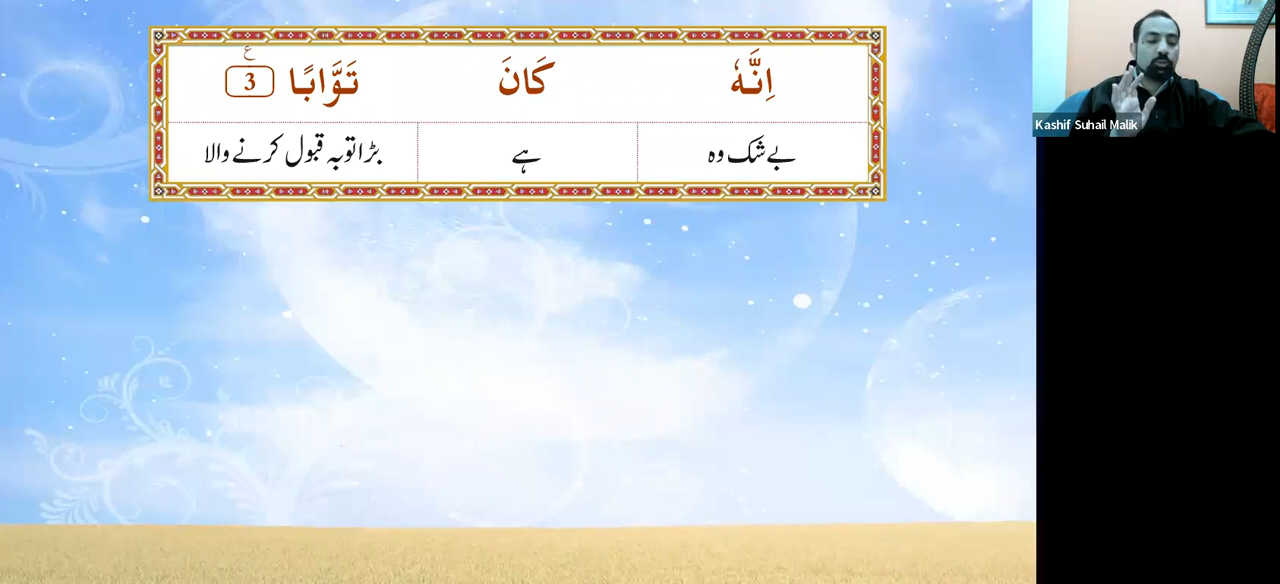 اِنَّهٗ كَانَ تَوَّابًا 3 ع
بے شک وہ ہے بڑا توبہ قبول کرنے والا
Kashif Suhail Malik